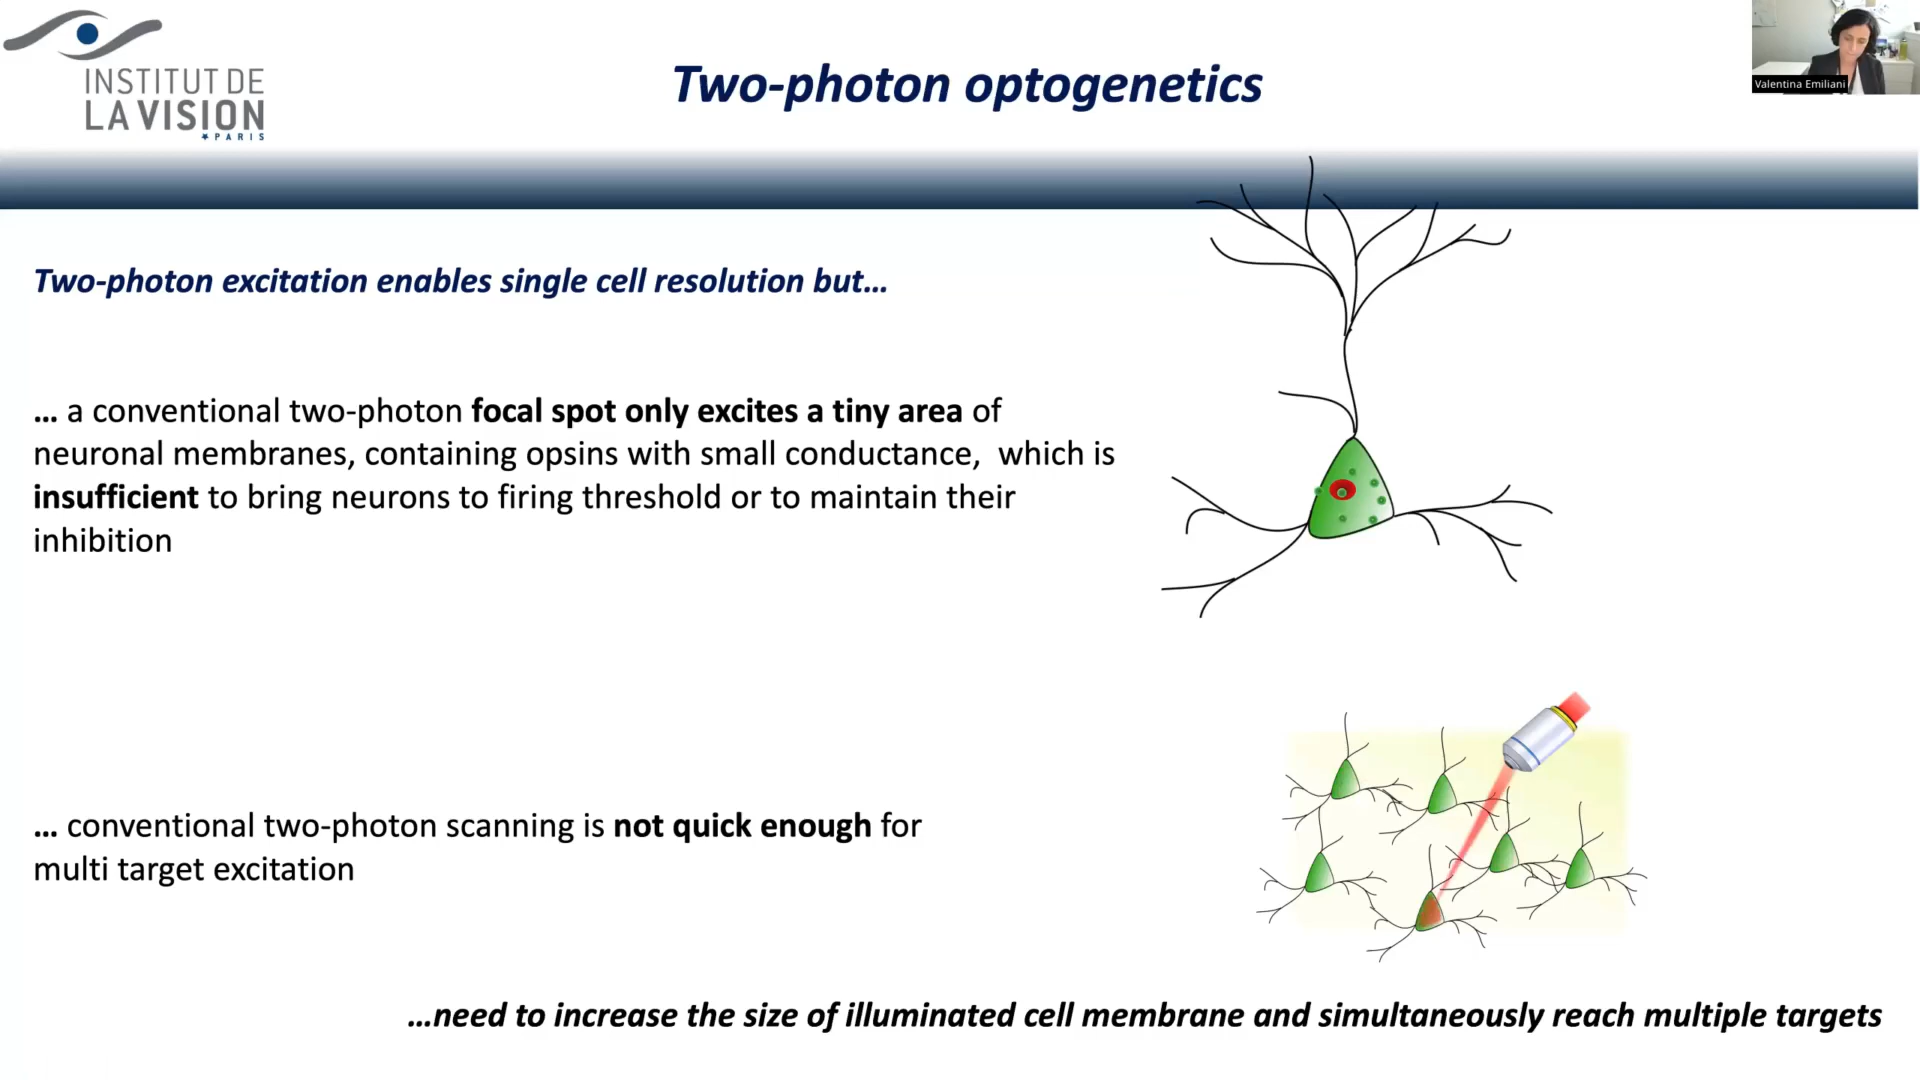 INSTITUT DE
LA VISION
PARIS
Two-photon optogenetics
Valentina Emiliani
Two-photon excitation enables single cell resolution but...
... a conventional two-photon focal spot only excites a tiny area of
neuronal membranes, containing opsins with small conductance,  which is
insufficient to bring neurons to firing threshold or to maintain their
inhibition
... conventional two-photon scanning is not quick enough for
multi target excitation
...need to increase the size of illuminated cell membrane and simultaneously reach multiple targets